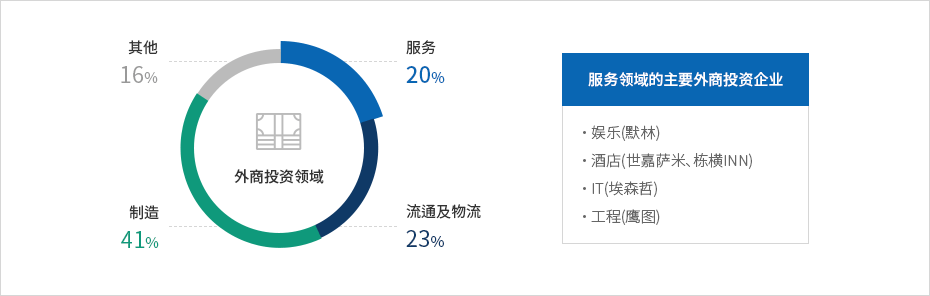 其他
16%
服务
20%
外商投资领域
制造
41%
流通及物流
23%
服务领域的主要外商投资企业
・娱乐(默林)
・酒店(世嘉萨米、栋横INN)
・IT(埃森哲)
・工程(鹰图)